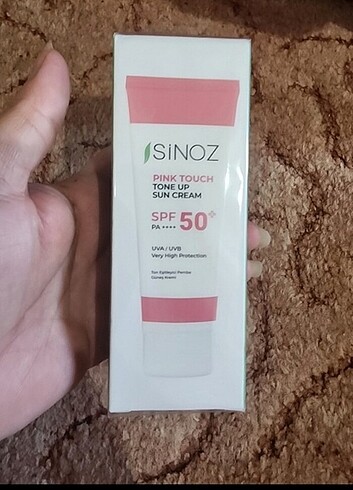 SiNOZ
PINK TOUCH
TONE UP
SUN CREAM
SPF 50+
PA ++++
UVA / UVB
Very High Protection
Ton Eşitleyici Pembe
Güneş Kremi